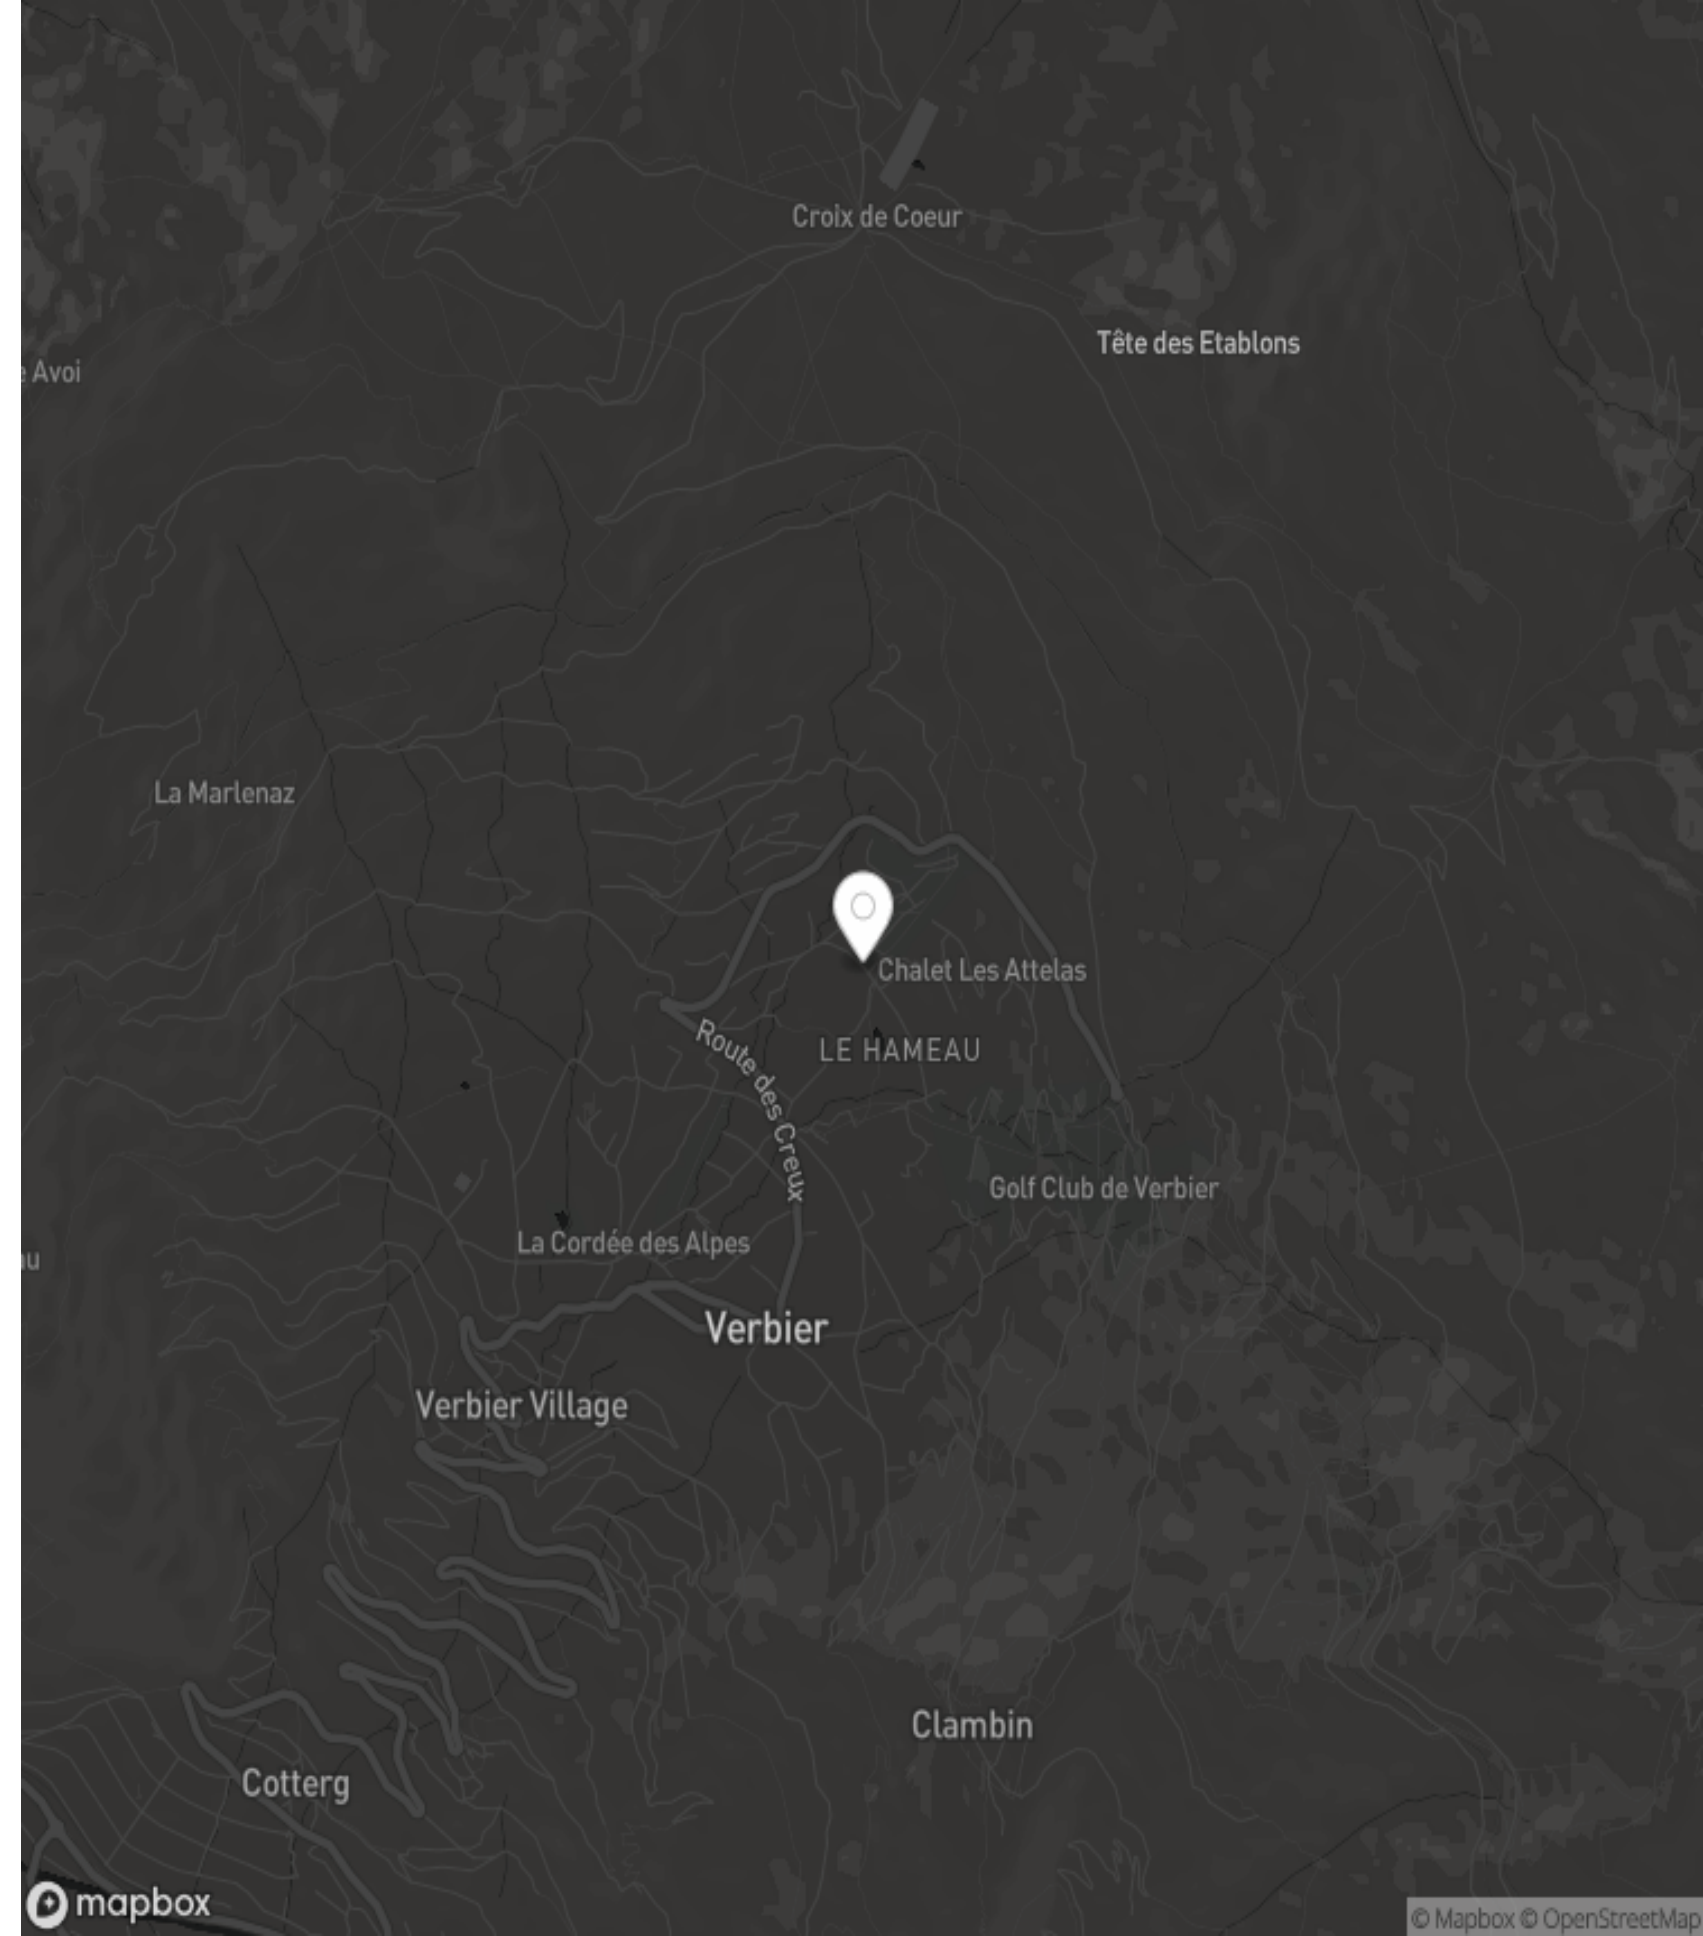 Croix de Coeur
Tête des Etablons
Avoi
La Marlenaz
Chalet Les Attelas
Route des Creux
LE HAMEAU
Golf Club de Verbier
La Cordée des Alpes
Verbier
Verbier Village
Clambin
Cotterg
mapbox
© Mapbox © OpenStreetMap